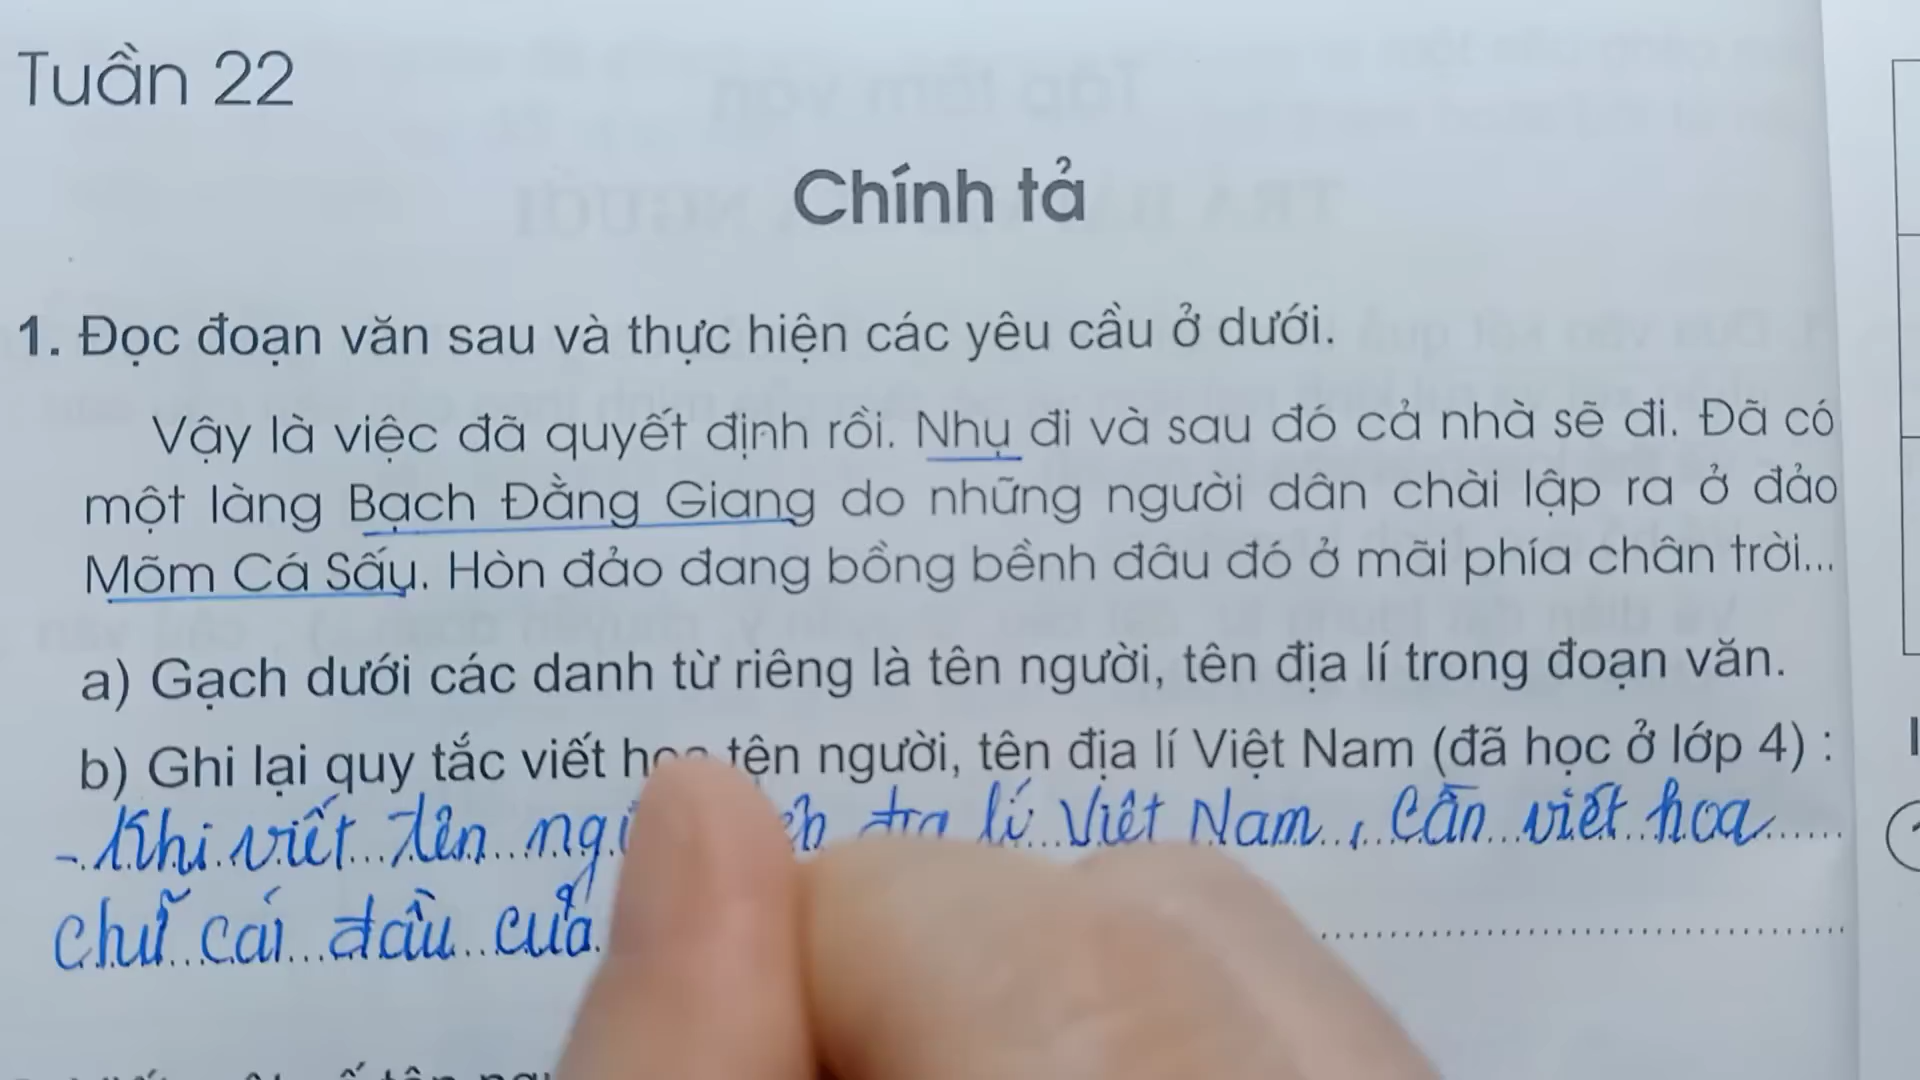 Tuần 22
Chính tả
1. Đọc đoạn văn sau và thực hiện các yêu cầu ở dưới.
Vậy là việc đã quyết định rồi. Nhụ đi và sau đó cả nhà sẽ đi. Đã có
một làng Bạch Đằng Giang do những người dân chài lập ra ở đảo
Mõm Cá Sấu. Hòn đảo đang bồng bềnh đâu đó ở mãi phía chân trời...
a) Gạch dưới các danh từ riêng là tên người, tên địa lí trong đoạn văn.
b) Ghi lại quy tắc viết hoa tên người, tên địa lí Việt Nam (đã học ở lớp 4) :
- Khi viết tên lí Việt Nam, cần viết hoa
chữ cái đầu của